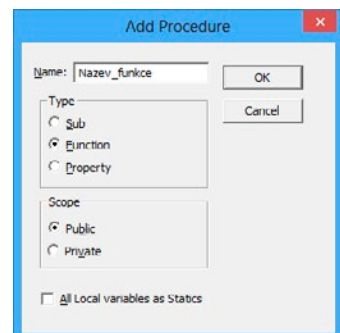 Add Procedure
Name: Nazev_funkce
OK
Cancel
Type
Sub
Function
Property
Scope
Public
Private
All Local variables as Statics